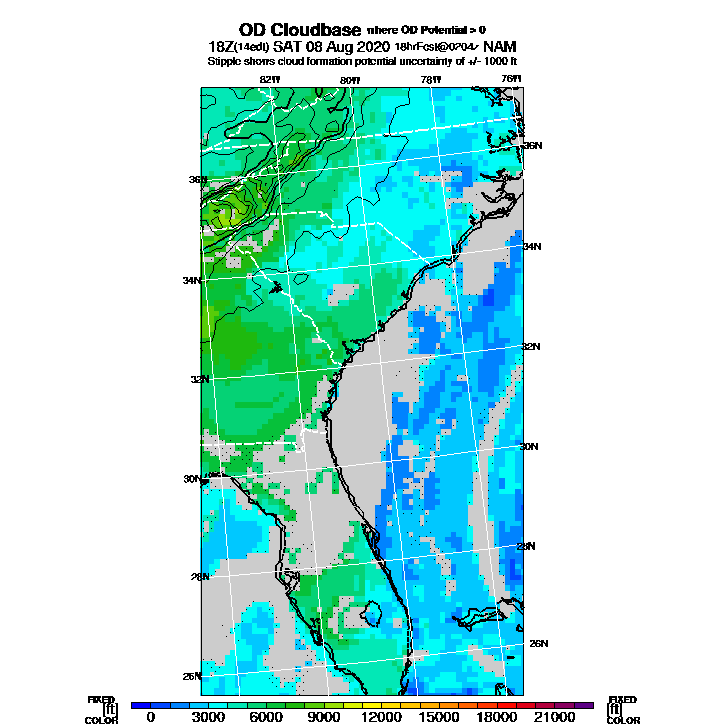 OD Cloudbase where OD Potential > 0
18Z(14edt) SAT 08 Aug 2020 18hrFcst@0204z NAM
Stipple shows cloud formation potential uncertainty of +/- 1000 ft
82W 80W 78W 76W
36N
36N
34N
34N
32N
32N
30N
30N
28N
28N
26N
26N
FIXED FIXED
[ft] [ft]
COLOR 0 3000 6000 9000 12000 15000 18000 21000 COLOR